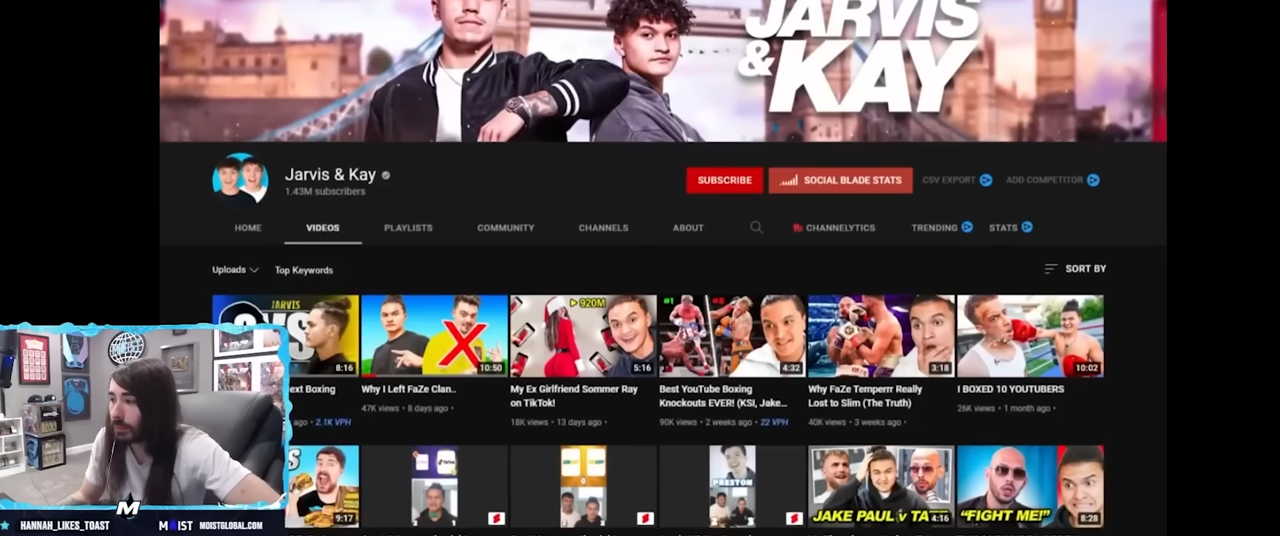 JARVIS
&KAY
Jarvis & Kay
1.43M subscribers
SUBSCRIBE
SOCIAL BLADE STATS
CSV EXPORT
ADD COMPETITOR
HOME
VIDEOS
PLAYLISTS
COMMUNITY
CHANNELS
ABOUT
CHANNELYTICS
TRENDING
STATS
Uploads
Top Keywords
SORT BY
JARVIS
8:16
10:50
920M
5:16
#1
4:32
3:18
10:02
ext Boxing
ago • 2.1K VPH
Why I Left FaZe Clan..
47K views • 8 days ago •
My Ex Girlfriend Sommer Ray
on TikTok!
18K views • 13 days ago •
Best YouTube Boxing
Knockouts EVER! (KSI, Jake...
90K views • 2 weeks ago • 22 VPH
Why FaZe Temperrr Really
Lost to Slim (The Truth)
40K views • 3 weeks ago •
I BOXED 10 YOUTUBERS
26K views • 1 month ago •
9:17
PRESTON
JAKE PAUL v TA
4:16
"FIGHT ME!"
8:28
M
HANNAH_LIKES_TOAST
MOIST
MOISTGLOBAL.COM